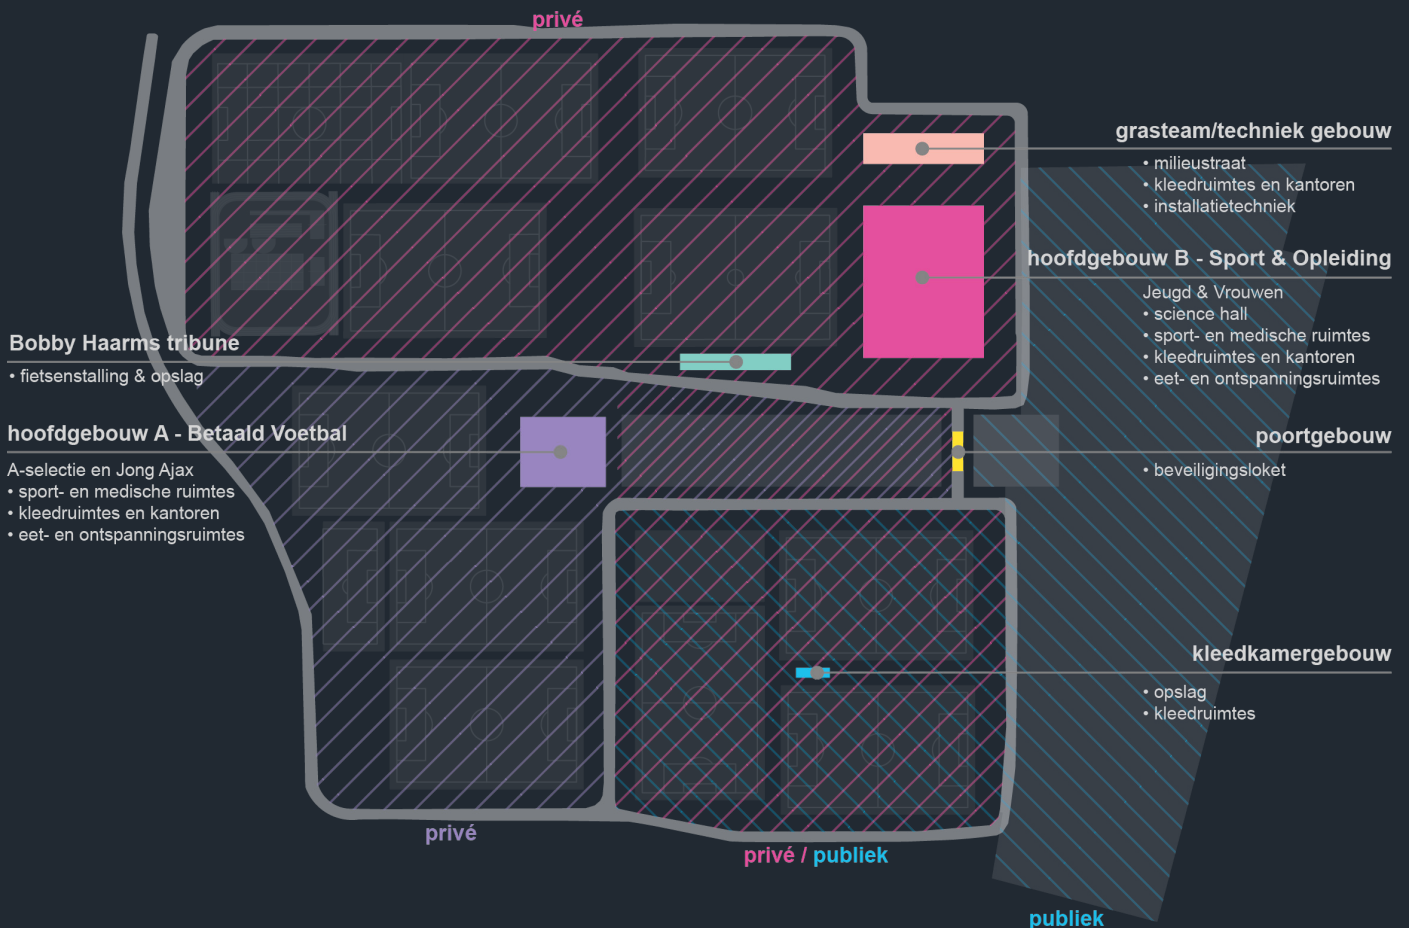 privé
grasteam/techniek gebouw
• milieustraat
• kleedruimtes en kantoren
• installatietechniek
hoofdgebouw B - Sport & Opleiding
Jeugd & Vrouwen
• science hall
• sport- en medische ruimtes
• kleedruimtes en kantoren
• eet- en ontspanningsruimtes
Bobby Haarms tribune
• fietsenstalling & opslag
hoofdgebouw A - Betaald Voetbal
A-selectie en Jong Ajax
• sport- en medische ruimtes
• kleedruimtes en kantoren
• eet- en ontspanningsruimtes
poortgebouw
• beveiligingsloket
kleedkamergebouw
• opslag
• kleedruimtes
privé
privé / publiek
publiek